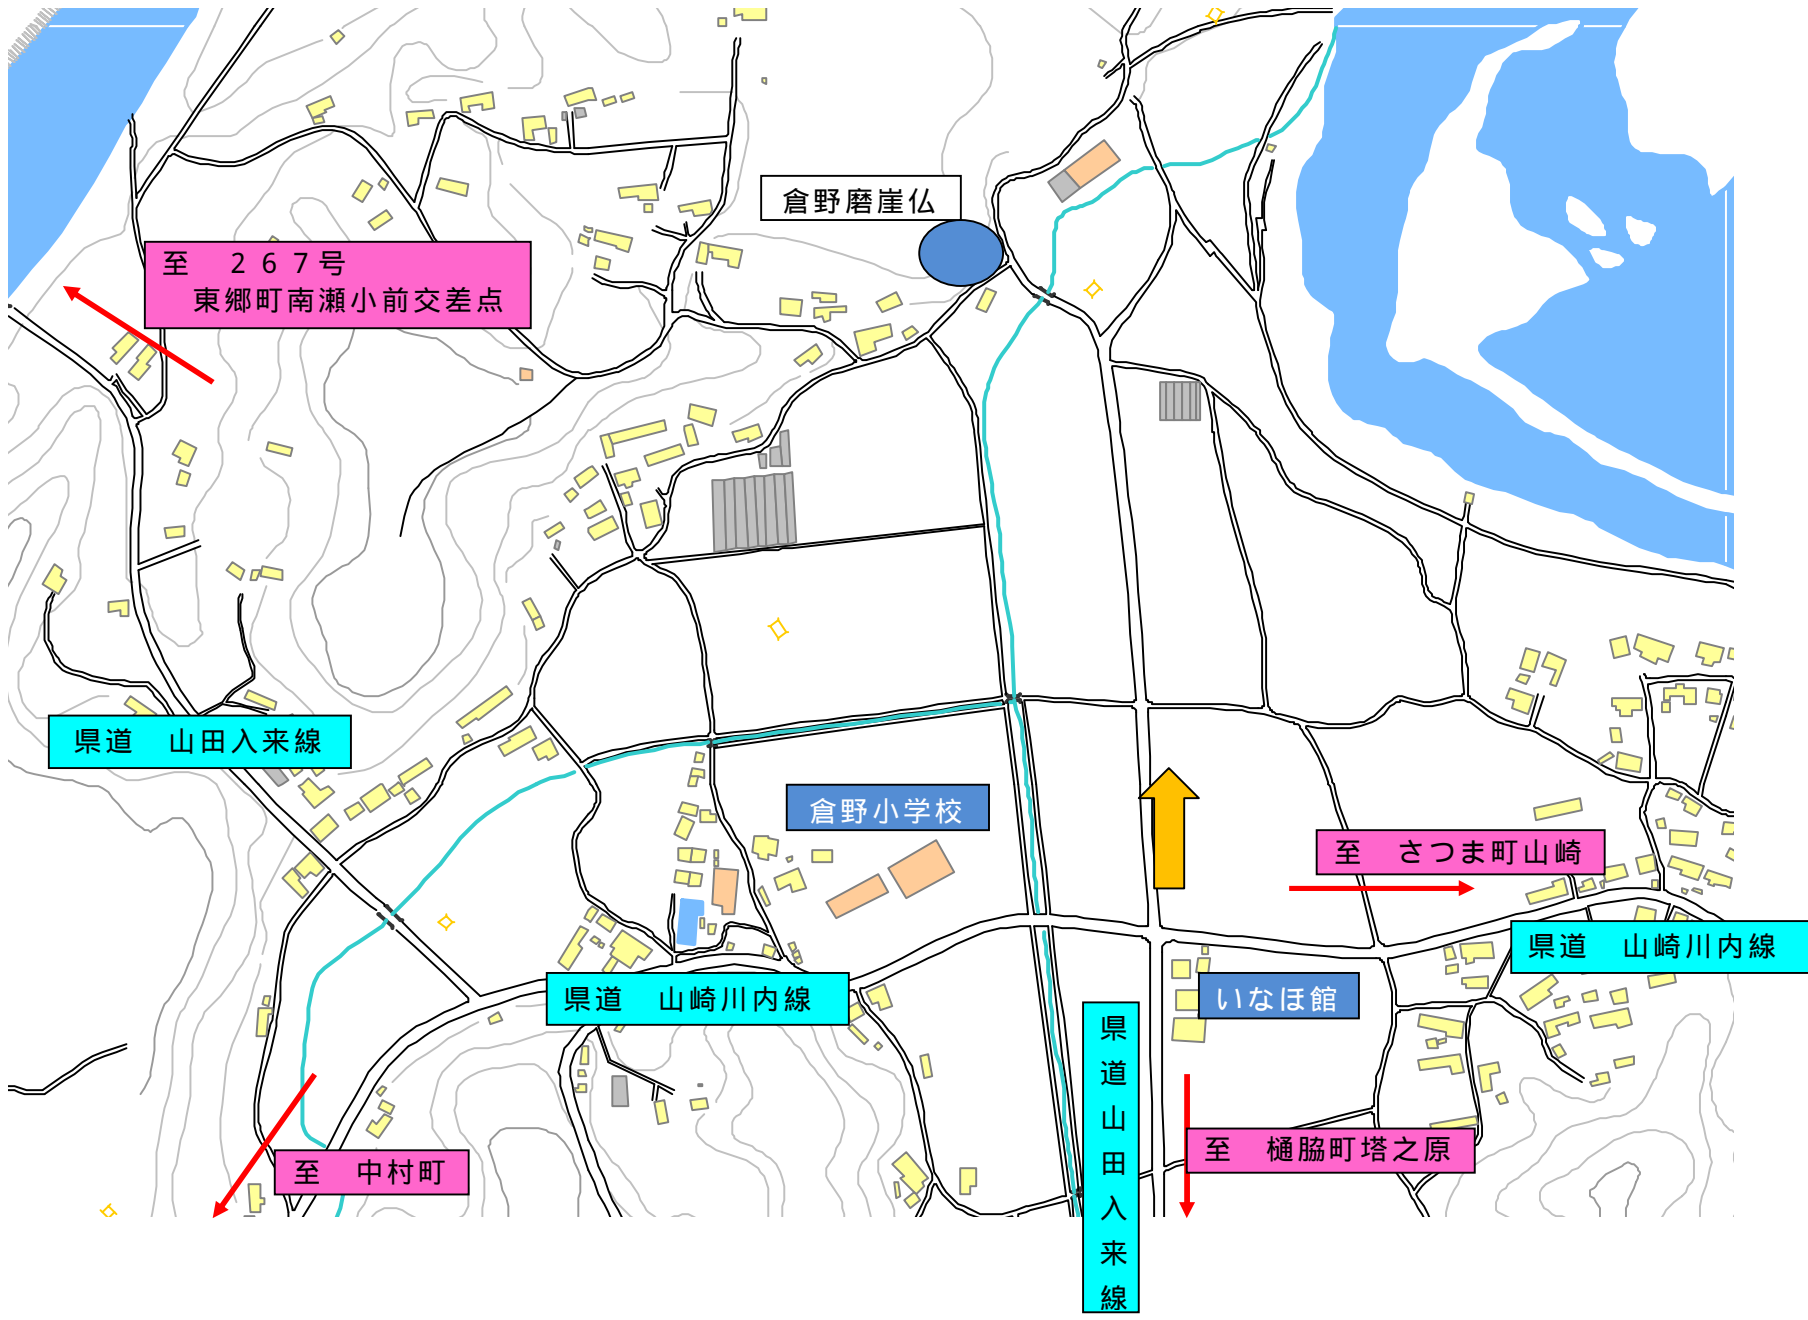 倉野磨崖仏
至　２６７号
東郷町南瀬小前交差点
県道　山田入来線
倉野小学校
至　さつま町山崎
県道　山崎川内線
県道　山崎川内線
いなほ館
県道山田入来線
至　樋脇町塔之原
至　中村町